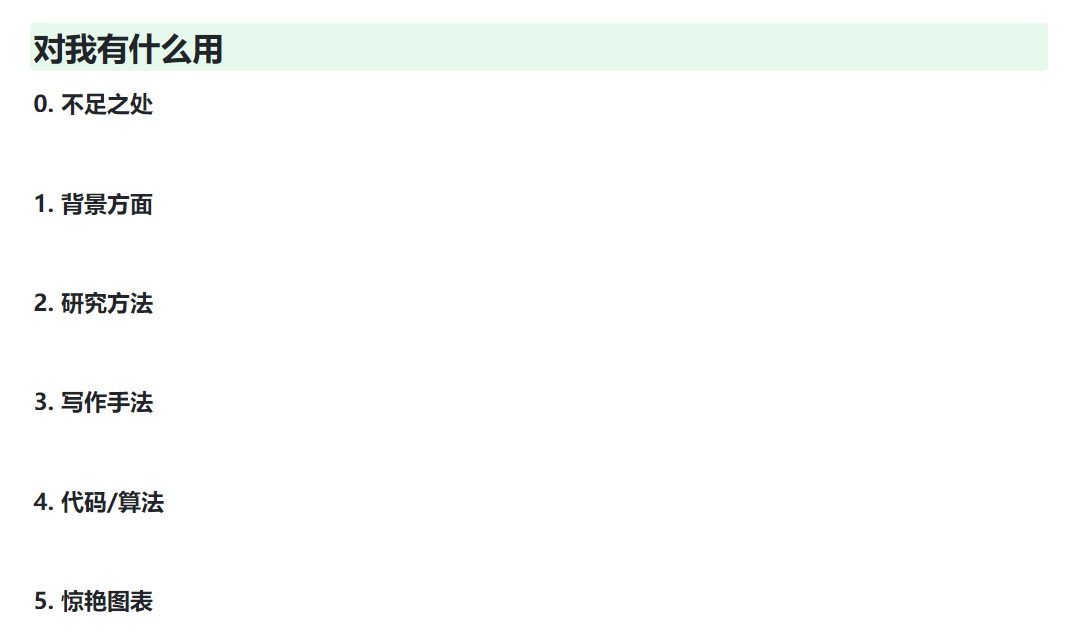 对我有什么用
0. 不足之处
1. 背景方面
2. 研究方法
3. 写作手法
4. 代码/算法
5. 惊艳图表